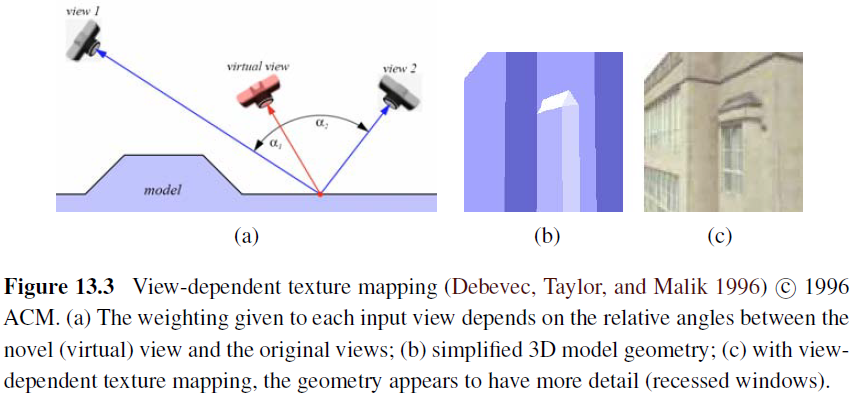 view 1
virtual view
view 2
α1
α2
model
(a)
(b)
(c)
Figure 13.3 View-dependent texture mapping (Debevec, Taylor, and Malik 1996) © 1996
ACM. (a) The weighting given to each input view depends on the relative angles between the
novel (virtual) view and the original views; (b) simplified 3D model geometry; (c) with view-
dependent texture mapping, the geometry appears to have more detail (recessed windows).